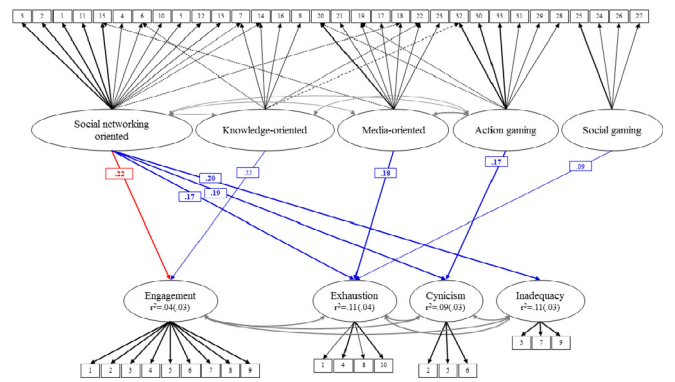 2 1 11 15 4 6 10 12 13 7 14 16 8 20 21 19 17 18 22 23 32 30 33 31 29 28 25 24 26 27
Social networking
oriented
Knowledge-oriented
Media-oriented
Action gaming
Social gaming
.22
.17
.19
.20
.22
.18
.17
.09
Engagement
r²=.04(.03)
Exhaustion
r²=.11(.04)
Cynicism
r²=.09(.03)
Inadequacy
r²=.11(.03)
1 2 3 4 5 6 7 8 9
1 4 8 10
2 5 6
3 7 9